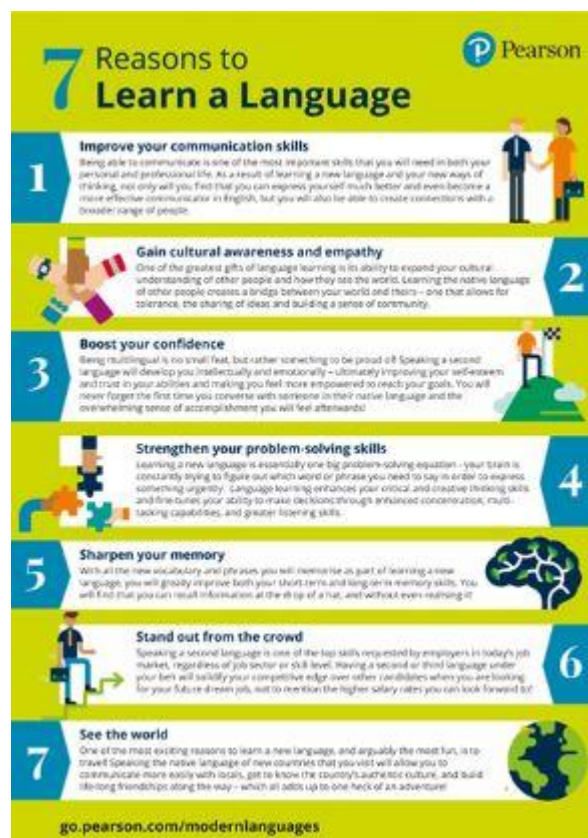 7 Reasons to
Learn a Language
Pearson
1
Improve your communication skills
Being able to communicate is one of the most important skills that you will need in both your
personal and professional life. As a result of learning a new language and your new ways of
thinking, not only will you find that you can express yourself much better and even become a
more effective communicator in English, but you will also be able to create connections with a
broader range of people.
2
Gain cultural awareness and empathy
One of the greatest gifts of language learning is its ability to expand your cultural
understanding of other people and how they see the world. Learning the native language
of other people creates a bridge between your world and theirs – one that allows for
tolerance, the sharing of ideas and building a sense of community.
3
Boost your confidence
Being multilingual is no small feat, but rather something to be proud of! Speaking a second
language will develop you intellectually and emotionally – ultimately improving your self-esteem
and trust in your abilities and making you feel more empowered to reach your goals. You will
never forget the first time you converse with someone in their native language and the
overwhelming sense of accomplishment you will feel afterwards!
4
Strengthen your problem-solving skills
Learning a new language is essentially one big problem-solving equation - your brain is
constantly trying to figure out which word or phrase you need to say in order to express
something urgently. Language learning enhances your critical and creative thinking skills
and fine-tunes your ability to make decisions through enhanced concentration, multi-
tasking capabilities, and greater listening skills.
5
Sharpen your memory
With all the new vocabulary and phrases you will memorise as part of learning a new
language, you will greatly improve both your short-term and long-term memory skills. You
will find that you can recall information at the drop of a hat, and without even realising it!
6
Stand out from the crowd
Speaking a second language is one of the top skills requested by employers in today's job
market, regardless of job sector or skill level. Having a second or third language under
your belt will solidify your competitive edge over other candidates when you are looking
for your future dream job, not to mention the higher salary rates you can look forward to!
7
See the world
One of the most exciting reasons to learn a new language, and arguably the most fun, is to
travel! Speaking the native language of new countries that you visit will allow you to
communicate more easily with locals, get to know the country's authentic culture, and build
life-long friendships along the way – which all adds up to one heck of an adventure!
go.pearson.com/modernlanguages